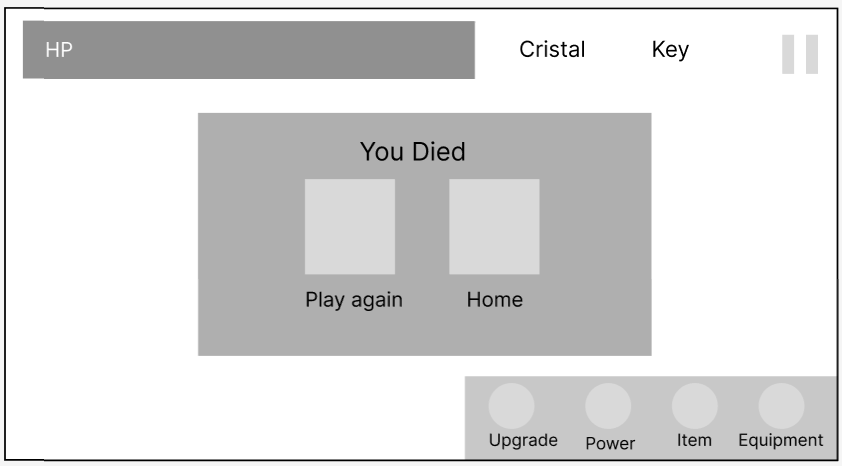 HP
Cristal
Key
You Died
Play again
Home
Upgrade
Power
Item
Equipment